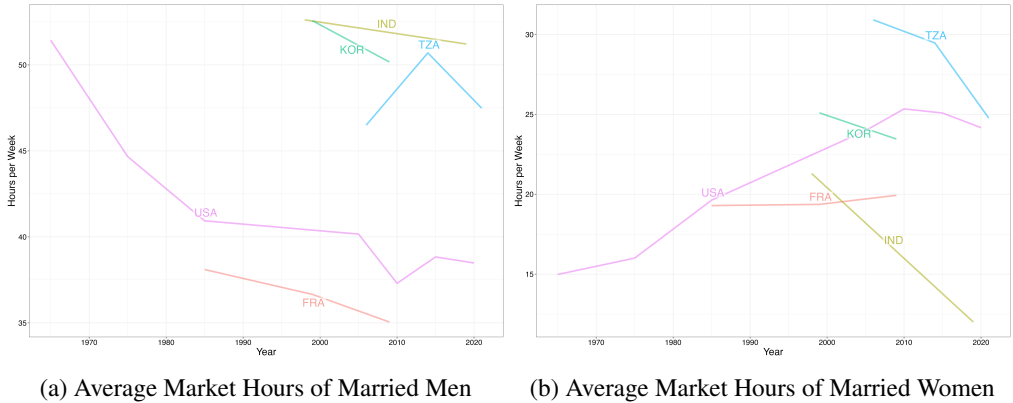 IND
KOR
TZA
USA
FRA
50
45
40
35
Hours per Week
1970
1980
1990
2000
2010
2020
Year
(a) Average Market Hours of Married Men
TZA
KOR
USA
FRA
IND
30
25
20
15
Hours per Week
1970
1980
1990
2000
2010
2020
Year
(b) Average Market Hours of Married Women